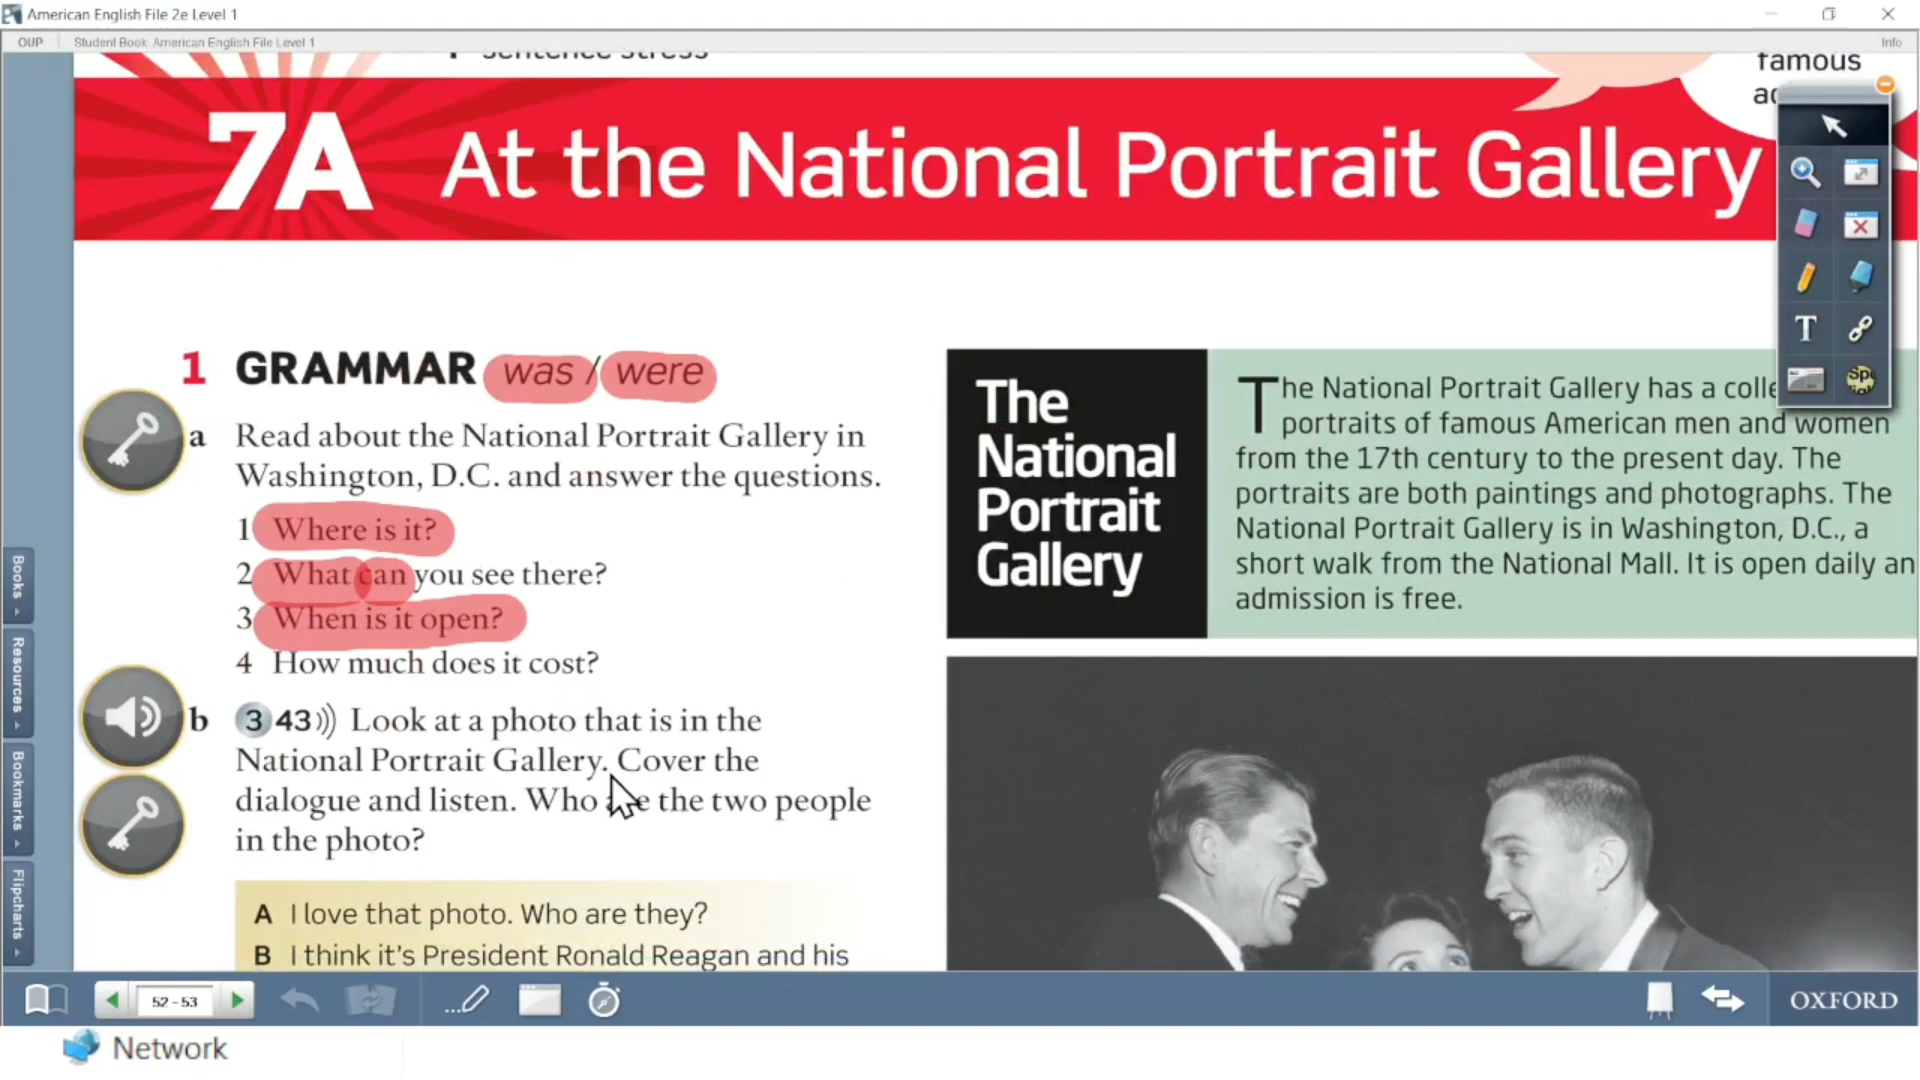 American English File 2e Level 1
OUP Student Book: American English File Level 1 Info
sentence stress
famous
7A At the National Portrait Gallery
1 GRAMMAR was / were
a Read about the National Portrait Gallery in
Washington, D.C. and answer the questions.
1 Where is it?
2 What can you see there?
3 When is it open?
4 How much does it cost?
b 3 43)) Look at a photo that is in the
National Portrait Gallery. Cover the
dialogue and listen. Who are the two people
in the photo?
A I love that photo. Who are they?
B I think it's President Ronald Reagan and his
The
National
Portrait
Gallery
The National Portrait Gallery has a colle
portraits of famous American men and women
from the 17th century to the present day. The
portraits are both paintings and photographs. The
National Portrait Gallery is in Washington, D.C., a
short walk from the National Mall. It is open daily an
admission is free.
T
Books
Resources
Bookmarks
Flipcharts
52 - 53
OXFORD
Network